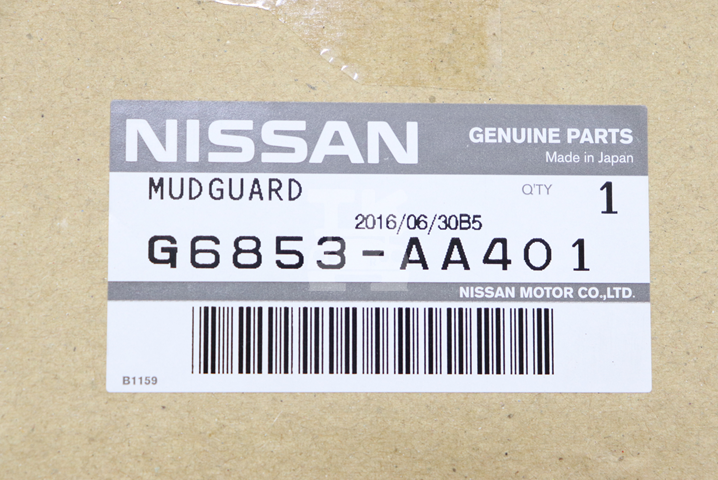 NISSAN
GENUINE PARTS
Made in Japan
MUDGUARD
Q'TY 1
2016/06/30B5
G6853-AA401
NISSAN MOTOR CO.,LTD.
B1159